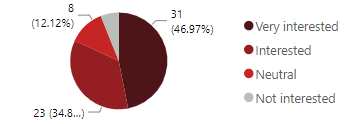 8
(12.12%)
31
(46.97%)
23 (34.8...)
Very interested
Interested
Neutral
Not interested